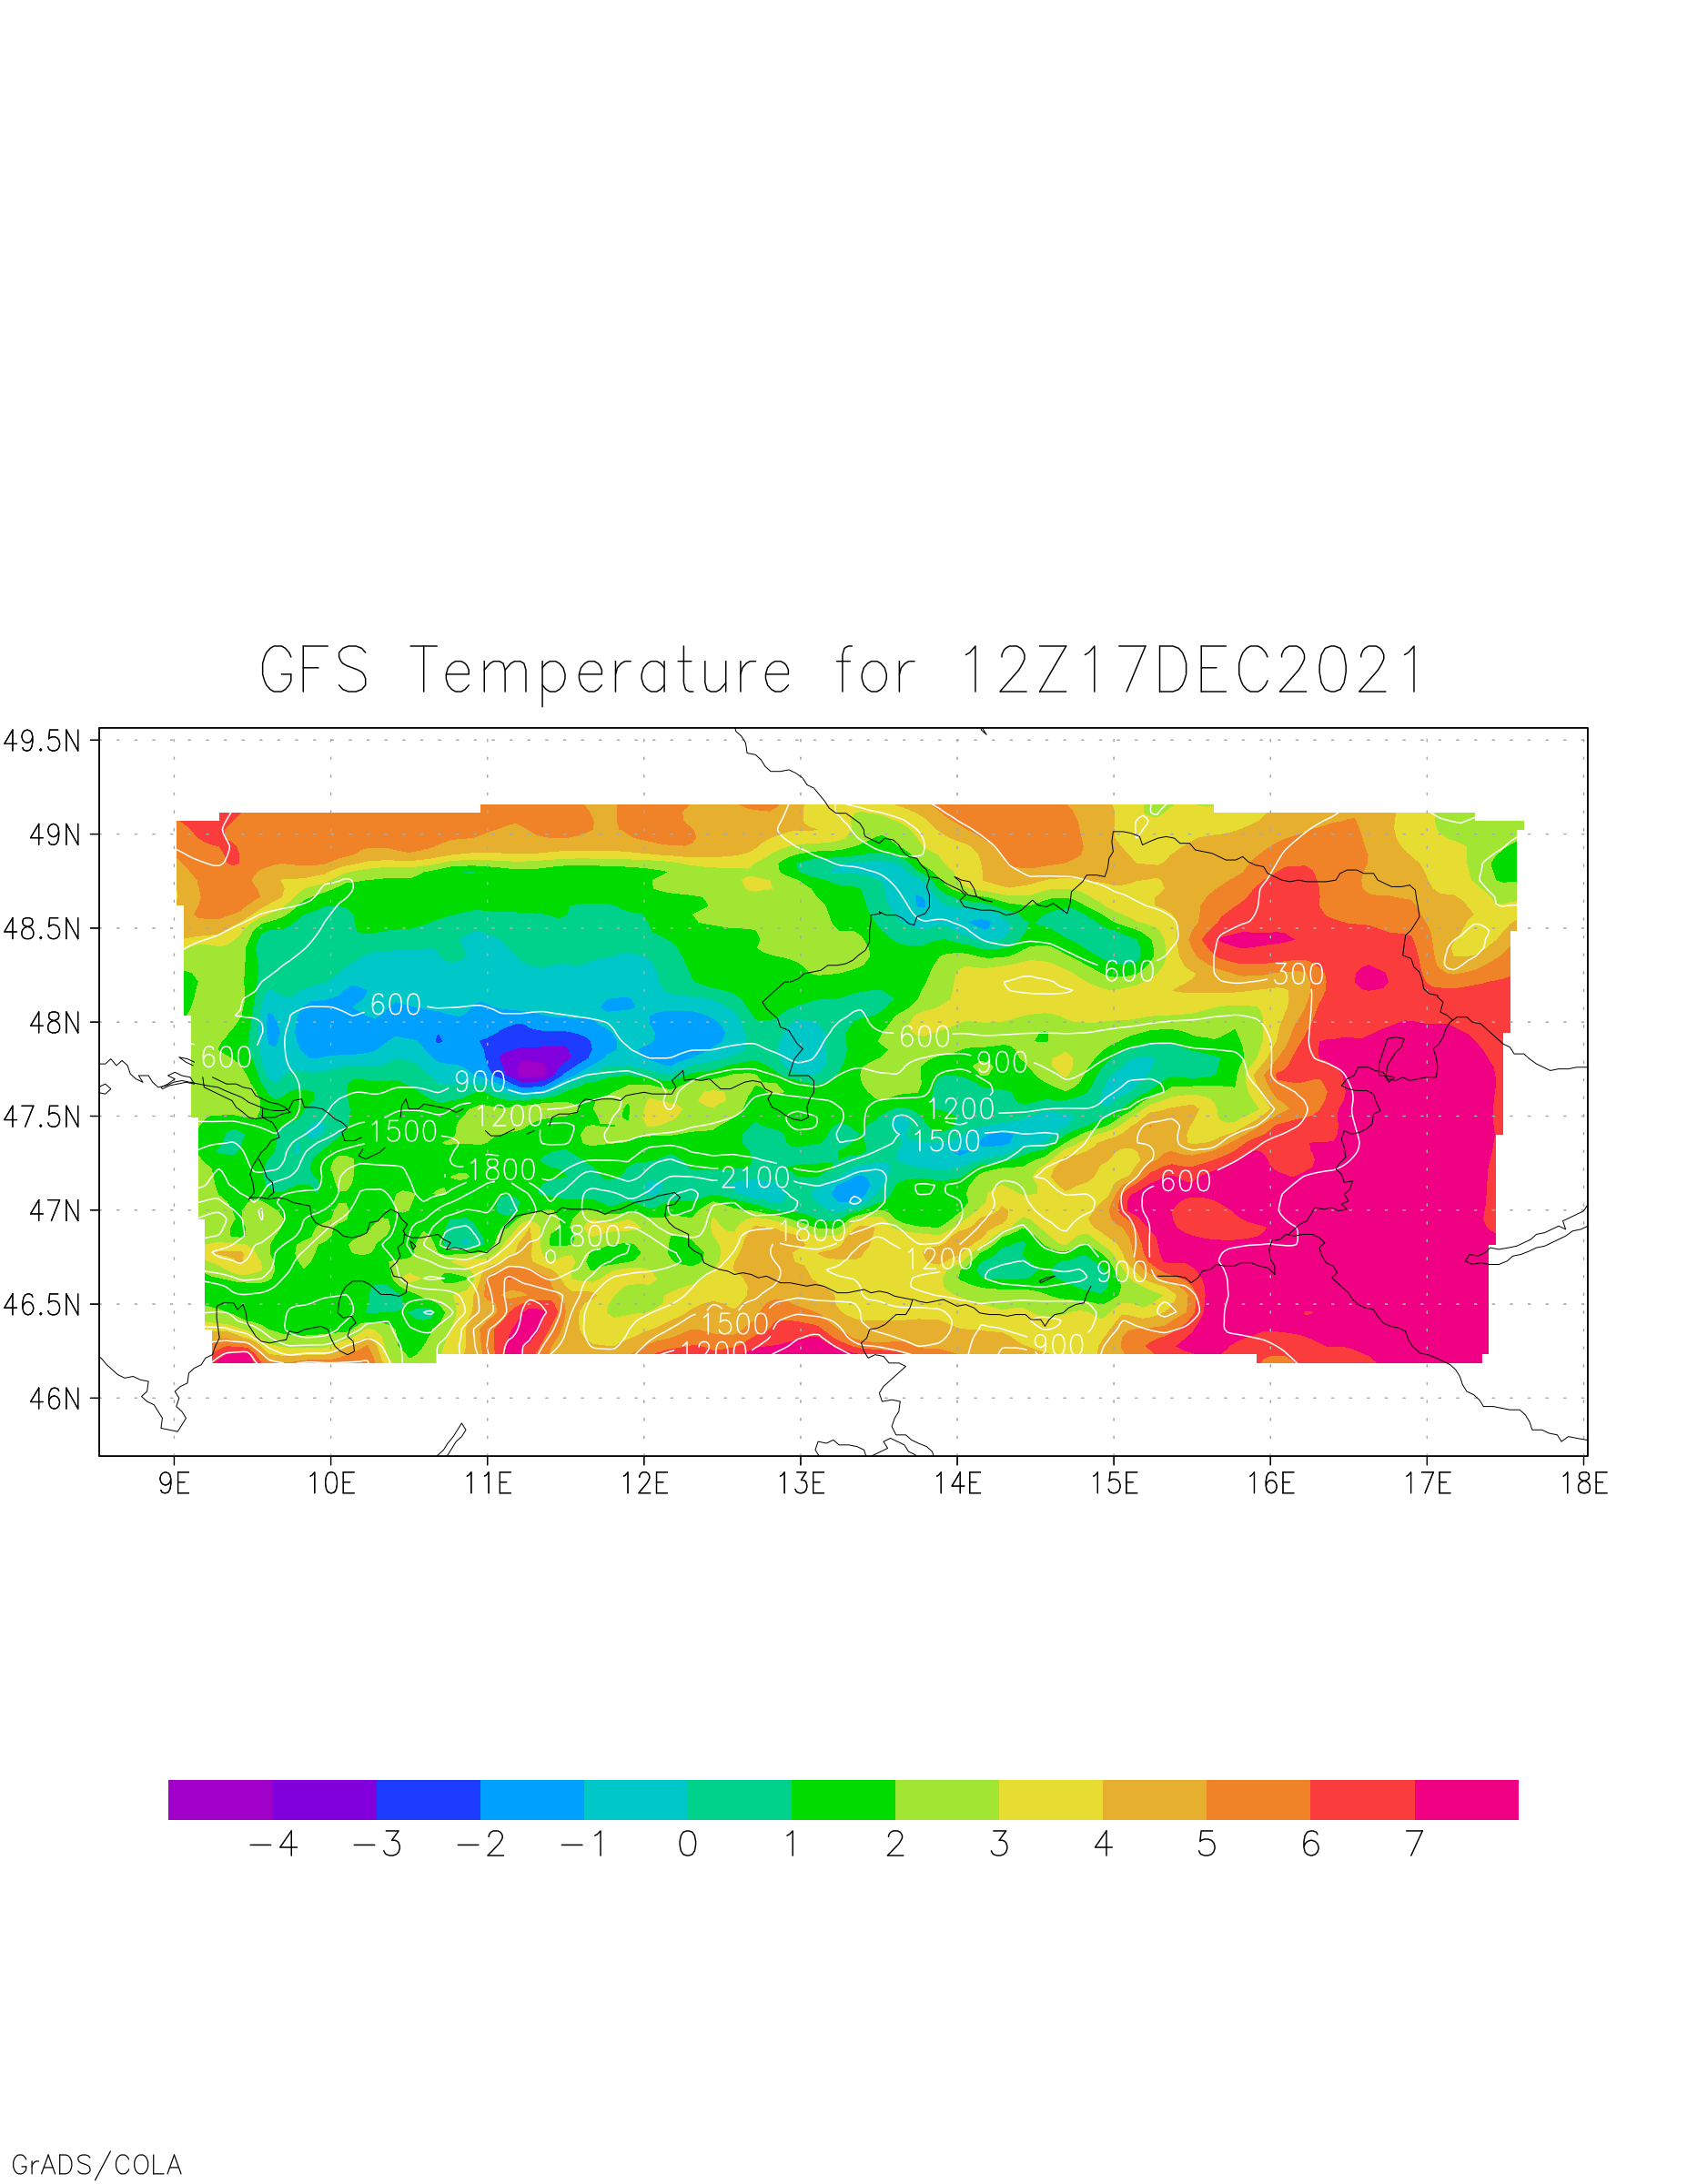 GFS Temperature for 12Z17DEC2021
49.5N
49N
48.5N
48N
47.5N
47N
46.5N
46N
9E 10E 11E 12E 13E 14E 15E 16E 17E 18E
600
300
600
600
600
900
900
1200
1200
1500
1500
1800
2100
600
1800
1800
1200
900
1500
1200
900
−4 −3 −2 −1 0 1 2 3 4 5 6 7
GrADS/COLA